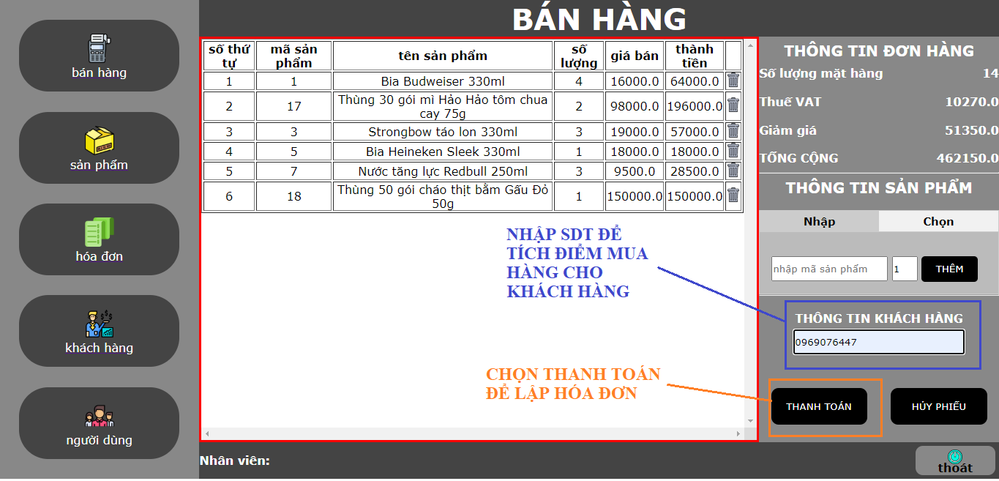 BÁN HÀNG
bán hàng
sản phẩm
hóa đơn
khách hàng
người dùng
số thứ tự mã sản phẩm tên sản phẩm số lượng giá bán thành tiền
1 1 Bia Budweiser 330ml 4 16000.0 64000.0
2 17 Thùng 30 gói mì Hảo Hảo tôm chua cay 75g 2 98000.0 196000.0
3 3 Strongbow táo lon 330ml 3 19000.0 57000.0
4 5 Bia Heineken Sleek 330ml 1 18000.0 18000.0
5 7 Nước tăng lực Redbull 250ml 3 9500.0 28500.0
6 18 Thùng 50 gói cháo thịt bằm Gấu Đỏ 50g 1 150000.0 150000.0
NHẬP SDT ĐỂ
TÍCH ĐIỂM MUA
HÀNG CHO
KHÁCH HÀNG
CHỌN THANH TOÁN
ĐỂ LẬP HÓA ĐƠN
THÔNG TIN ĐƠN HÀNG
Số lượng mặt hàng 14
Thuế VAT 10270.0
Giảm giá 51350.0
TỔNG CỘNG 462150.0
THÔNG TIN SẢN PHẨM
Nhập Chọn
nhập mã sản phẩm 1 THÊM
THÔNG TIN KHÁCH HÀNG
0969076447
THANH TOÁN HỦY PHIẾU
Nhân viên:
thoát